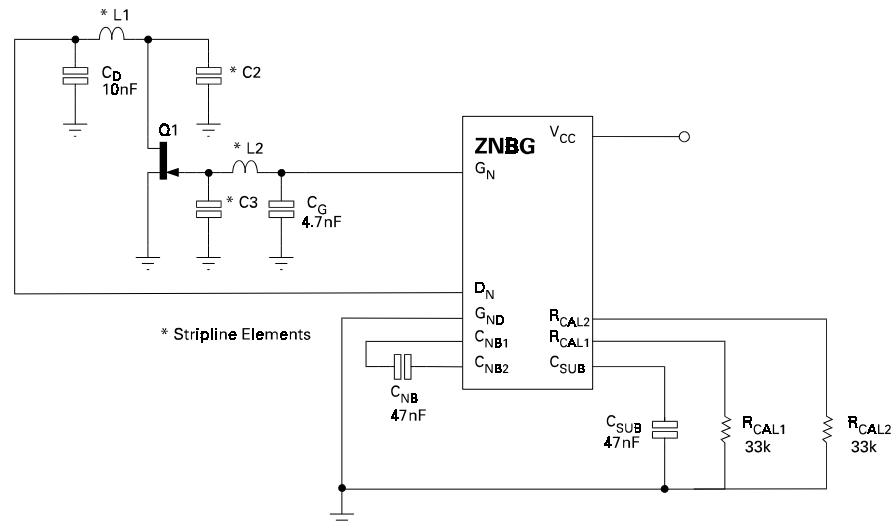 * L1
C_D
10nF
* C2
Q1
* L2
* C3
C_G
4.7nF
ZNBG
V_CC
G_N
D_N
G_ND
C_NB1
C_NB2
R_CAL2
R_CAL1
C_SUB
* Stripline Elements
C_NB
47nF
C_SUB
47nF
R_CAL1
33k
R_CAL2
33k